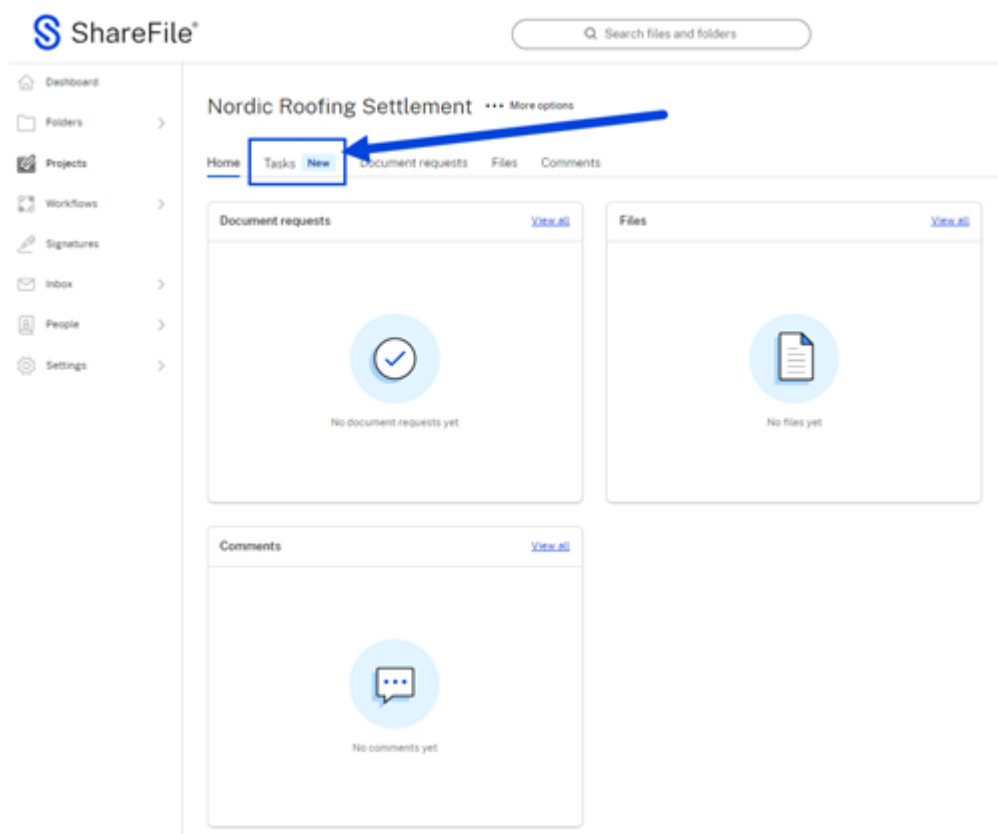 ShareFile®
Search files and folders
Dashboard
Folders
Projects
Workflows
Signatures
Inbox
People
Settings
Nordic Roofing Settlement ••• More options
Home Tasks New Document requests Files Comments
Document requests View all
No document requests yet
Files View all
No files yet
Comments View all
No comments yet